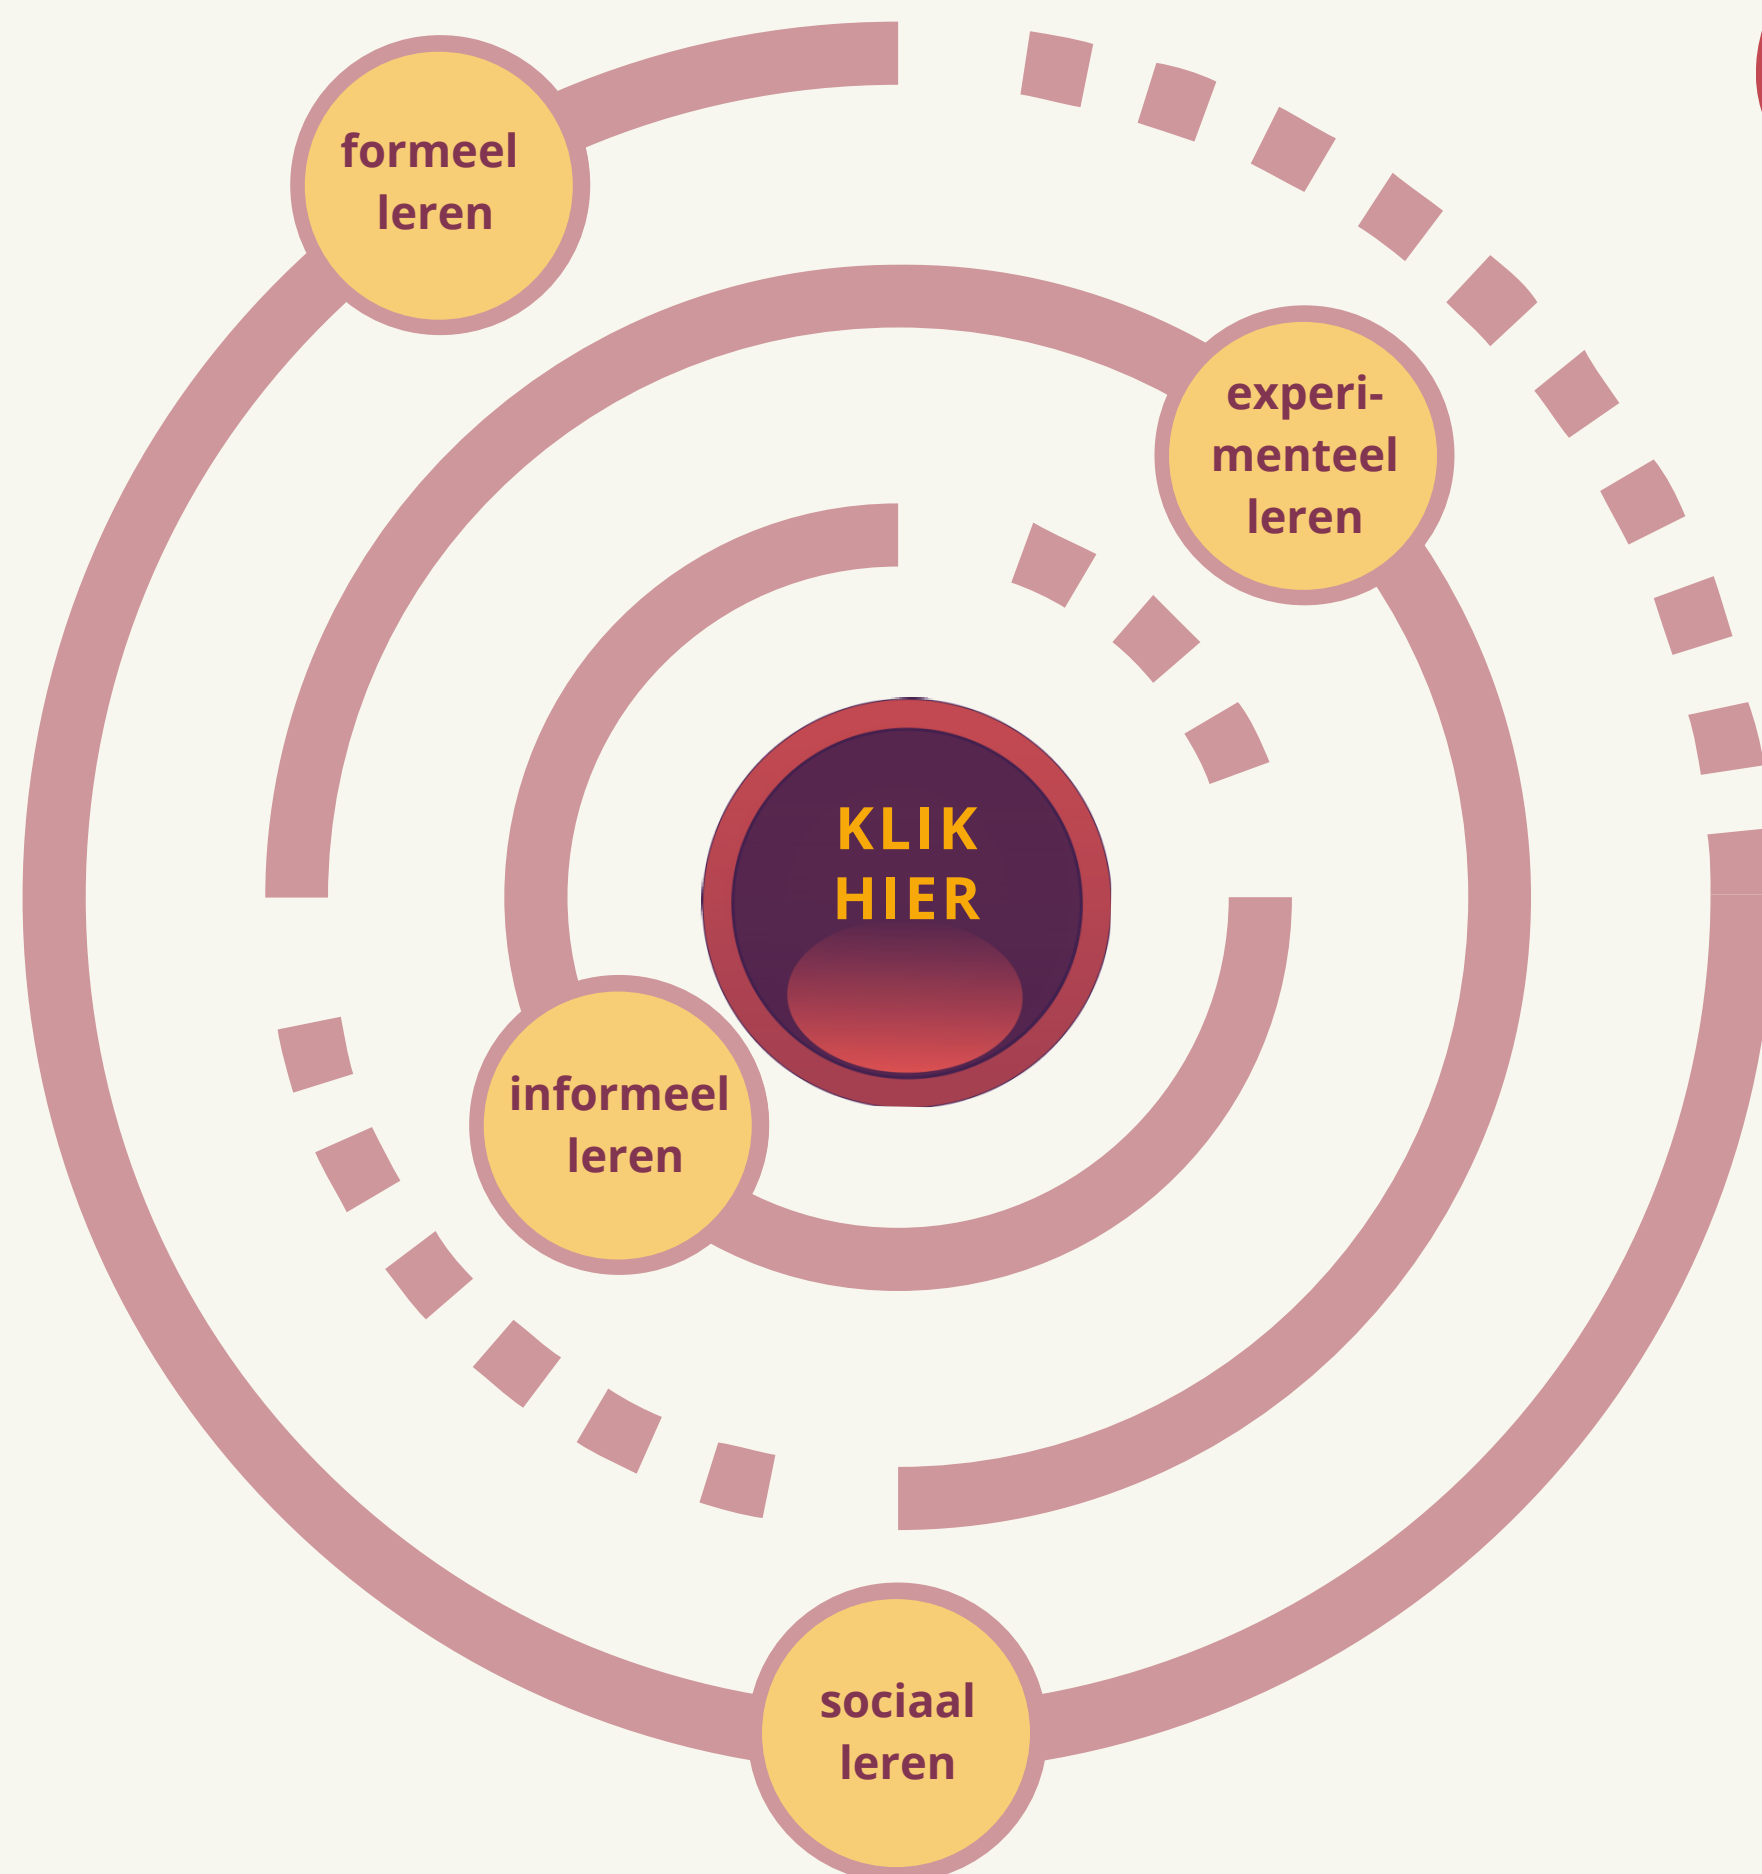 formeel
leren
experi-
menteel
leren
KLIK
HIER
informeel
leren
sociaal
leren